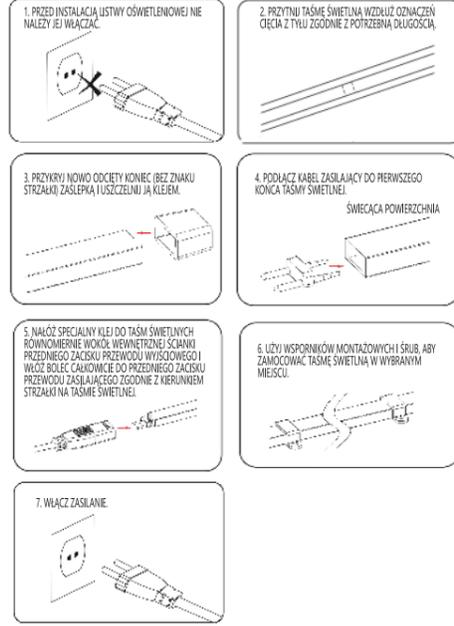 1. PRZED INSTALACJĄ LISTWY OŚWIETLENIOWEJ NIE
NALEŻY JEJ WŁĄCZAĆ.
2. PRZYTNIJ TAŚMĘ ŚWIETLNĄ WZDŁUŻ OZNACZEŃ
CIĘCIA Z TYŁU ZGODNIE Z POTRZEBNĄ DŁUGOŚCIĄ.
3. PRZYKRYJ NOWO ODCIĘTY KONIEC (BEZ ZNAKU
STRZAŁKI) ZAŚLEPKĄ I USZCZELNIJ JĄ KLEJEM.
4. PODŁĄCZ KABEL ZASILAJĄCY DO PIERWSZEGO
KOŃCA TAŚMY ŚWIETLNEJ.
ŚWIECĄCA POWIERZCHNIA
5. NAŁÓŻ SPECJALNY KLEJ DO TAŚM ŚWIETLNYCH
RÓWNOMIERNIE WOKÓŁ WEWNĘTRZNEJ ŚCIANKI
PRZEDNIEGO ZACISKU PRZEWODU WYJŚCIOWEGO I
WŁÓŻ BOLEC CAŁKOWICIE DO PRZEDNIEGO ZACISKU
PRZEWODU ZASILAJĄCEGO ZGODNIE Z KIERUNKIEM
STRZAŁKI NA TAŚMIE ŚWIETLNEJ.
6. UŻYJ WSPORNIKÓW MONTAŻOWYCH I ŚRUB, ABY
ZAMOCOWAĆ TAŚMĘ ŚWIETLNĄ W WYBRANYM
MIEJSCU.
7. WŁĄCZ ZASILANIE.